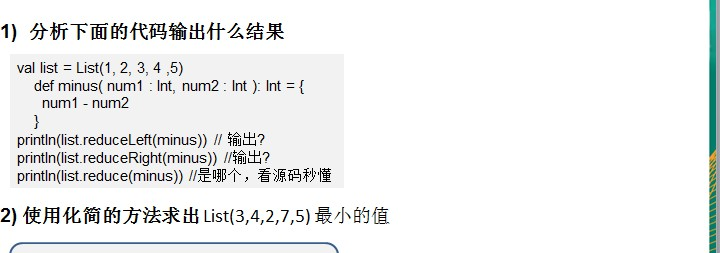 1) 分析下面的代码输出什么结果
val list = List(1, 2, 3, 4 ,5)
def minus( num1 : Int, num2 : Int ): Int = {
num1 - num2
}
println(list.reduceLeft(minus)) // 输出?
println(list.reduceRight(minus)) //输出?
println(list.reduce(minus)) //是哪个，看源码秒懂
2) 使用化简的方法求出 List(3,4,2,7,5) 最小的值